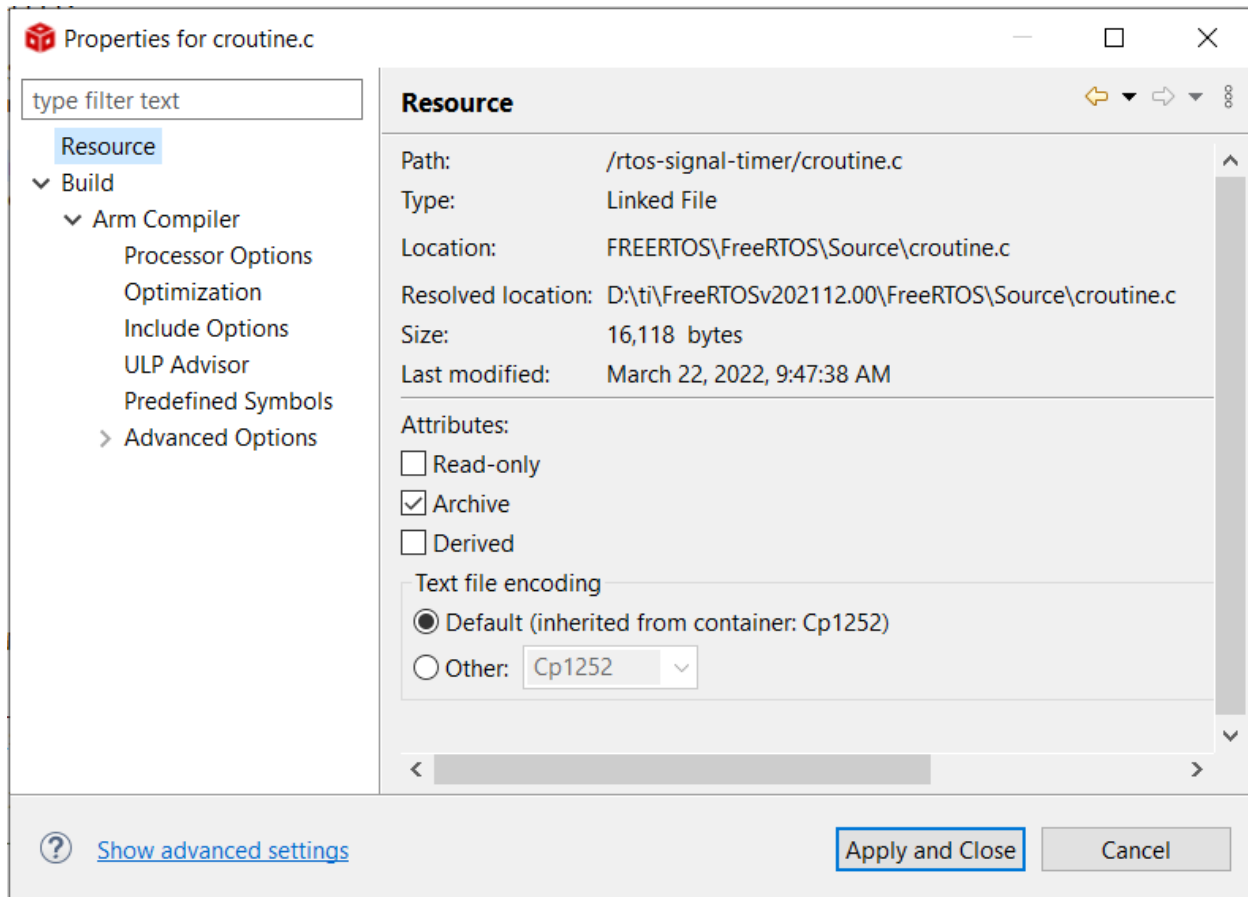 Properties for croutine.c
type filter text
Resource
Build
Arm Compiler
Processor Options
Optimization
Include Options
ULP Advisor
Predefined Symbols
Advanced Options
Resource
Path: /rtos-signal-timer/croutine.c
Type: Linked File
Location: FREERTOS\FreeRTOS\Source\croutine.c
Resolved location: D:\ti\FreeRTOSv202112.00\FreeRTOS\Source\croutine.c
Size: 16,118 bytes
Last modified: March 22, 2022, 9:47:38 AM
Attributes:
Read-only
Archive
Derived
Text file encoding
Default (inherited from container: Cp1252)
Other: Cp1252
? Show advanced settings
Apply and Close Cancel